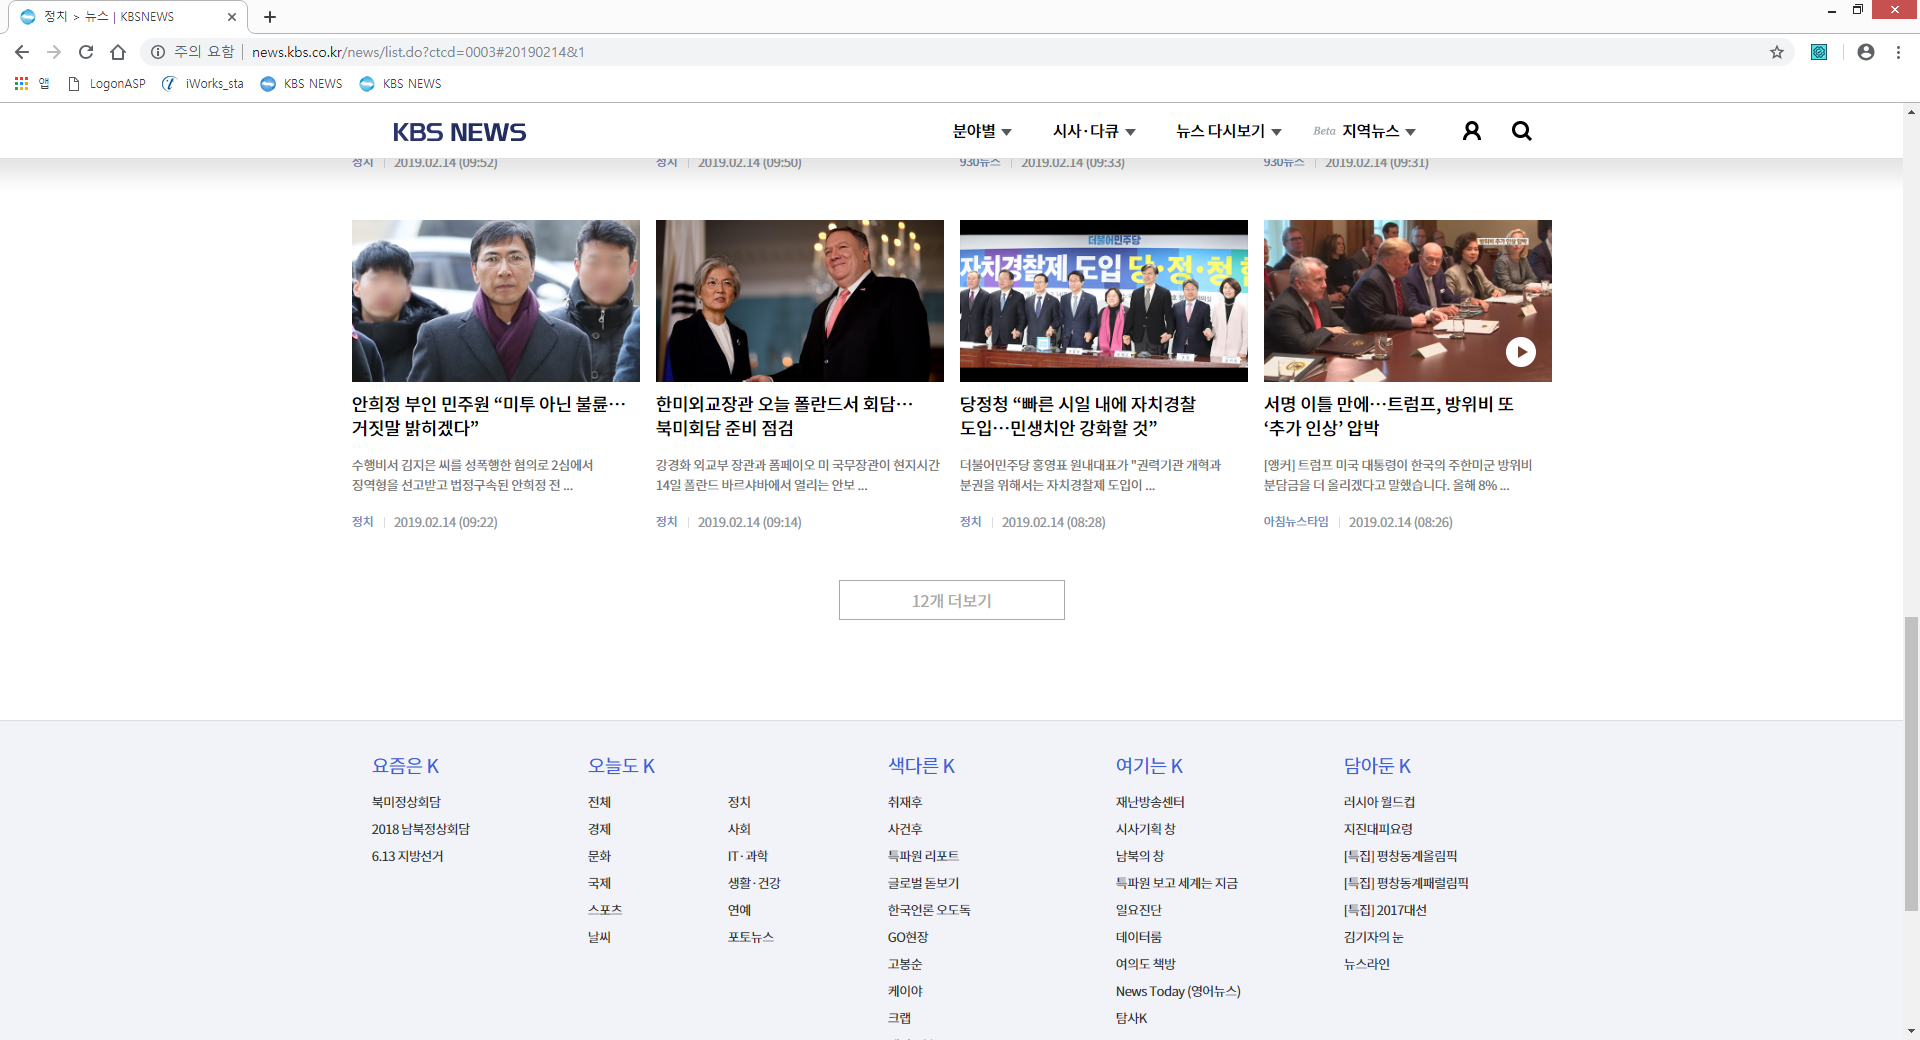 정치 > 뉴스 | KBSNEWS
주의 요함 news.kbs.co.kr/news/list.do?ctcd=0003#20190214&1
앱 LogonASP iWorks_sta KBS NEWS KBS NEWS
KBS NEWS 분야별 시사·다큐 뉴스 다시보기 Beta 지역뉴스
정치 2019.02.14 (09:52) 정치 2019.02.14 (09:50) 930뉴스 2019.02.14 (09:33) 930뉴스 2019.02.14 (09:31)
더불어민주당
자치경찰제 도입 당·정·청
방위비 추가 인상 압박
안희정 부인 민주원 “미투 아닌 불륜…
거짓말 밝히겠다”
수행비서 김지은 씨를 성폭행한 혐의로 2심에서
징역형을 선고받고 법정구속된 안희정 전 ...
정치 2019.02.14 (09:22)
한미외교장관 오늘 폴란드서 회담…
북미회담 준비 점검
강경화 외교부 장관과 폼페이오 미 국무장관이 현지시간
14일 폴란드 바르샤바에서 열리는 안보 ...
정치 2019.02.14 (09:14)
당정청 “빠른 시일 내에 자치경찰
도입…민생치안 강화할 것”
더불어민주당 홍영표 원내대표가 "권력기관 개혁과
분권을 위해서는 자치경찰제 도입이 ...
정치 2019.02.14 (08:28)
서명 이틀 만에…트럼프, 방위비 또
‘추가 인상’ 압박
[앵커] 트럼프 미국 대통령이 한국의 주한미군 방위비
분담금을 더 올리겠다고 말했습니다. 올해 8% ...
아침뉴스타임 2019.02.14 (08:26)
12개 더보기
요즘은 K
북미정상회담
2018 남북정상회담
6.13 지방선거
오늘도 K
전체 정치
경제 사회
문화 IT·과학
국제 생활·건강
스포츠 연예
날씨 포토뉴스
색다른 K
취재후
사건후
특파원 리포트
글로벌 돋보기
한국언론 오도독
GO현장
고봉순
케이야
크랩
여기는 K
재난방송센터
시사기획 창
남북의 창
특파원 보고 세계는 지금
일요진단
데이터룸
여의도 책방
News Today (영어뉴스)
탐사K
담아둔 K
러시아 월드컵
지진대피요령
[특집] 평창동계올림픽
[특집] 평창동계패럴림픽
[특집] 2017대선
김기자의 눈
뉴스라인